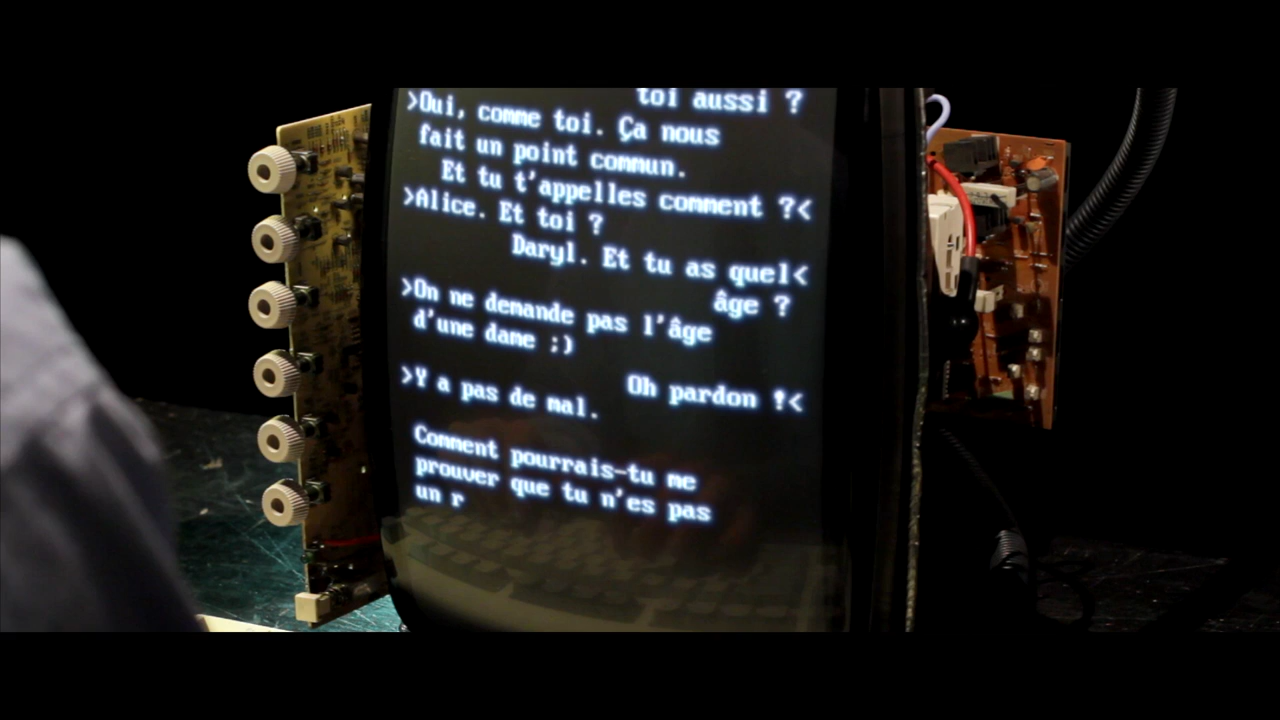 toi aussi ?
>Oui, comme toi. Ça nous
fait un point commun.
Et tu t'appelles comment ?<
>Alice. Et toi ?
Daryl. Et tu as quel<
âge ?
>On ne demande pas l'âge
d'une dame ;)
Oh pardon !<
>Y a pas de mal.
Comment pourrais-tu me
prouver que tu n'es pas
un r